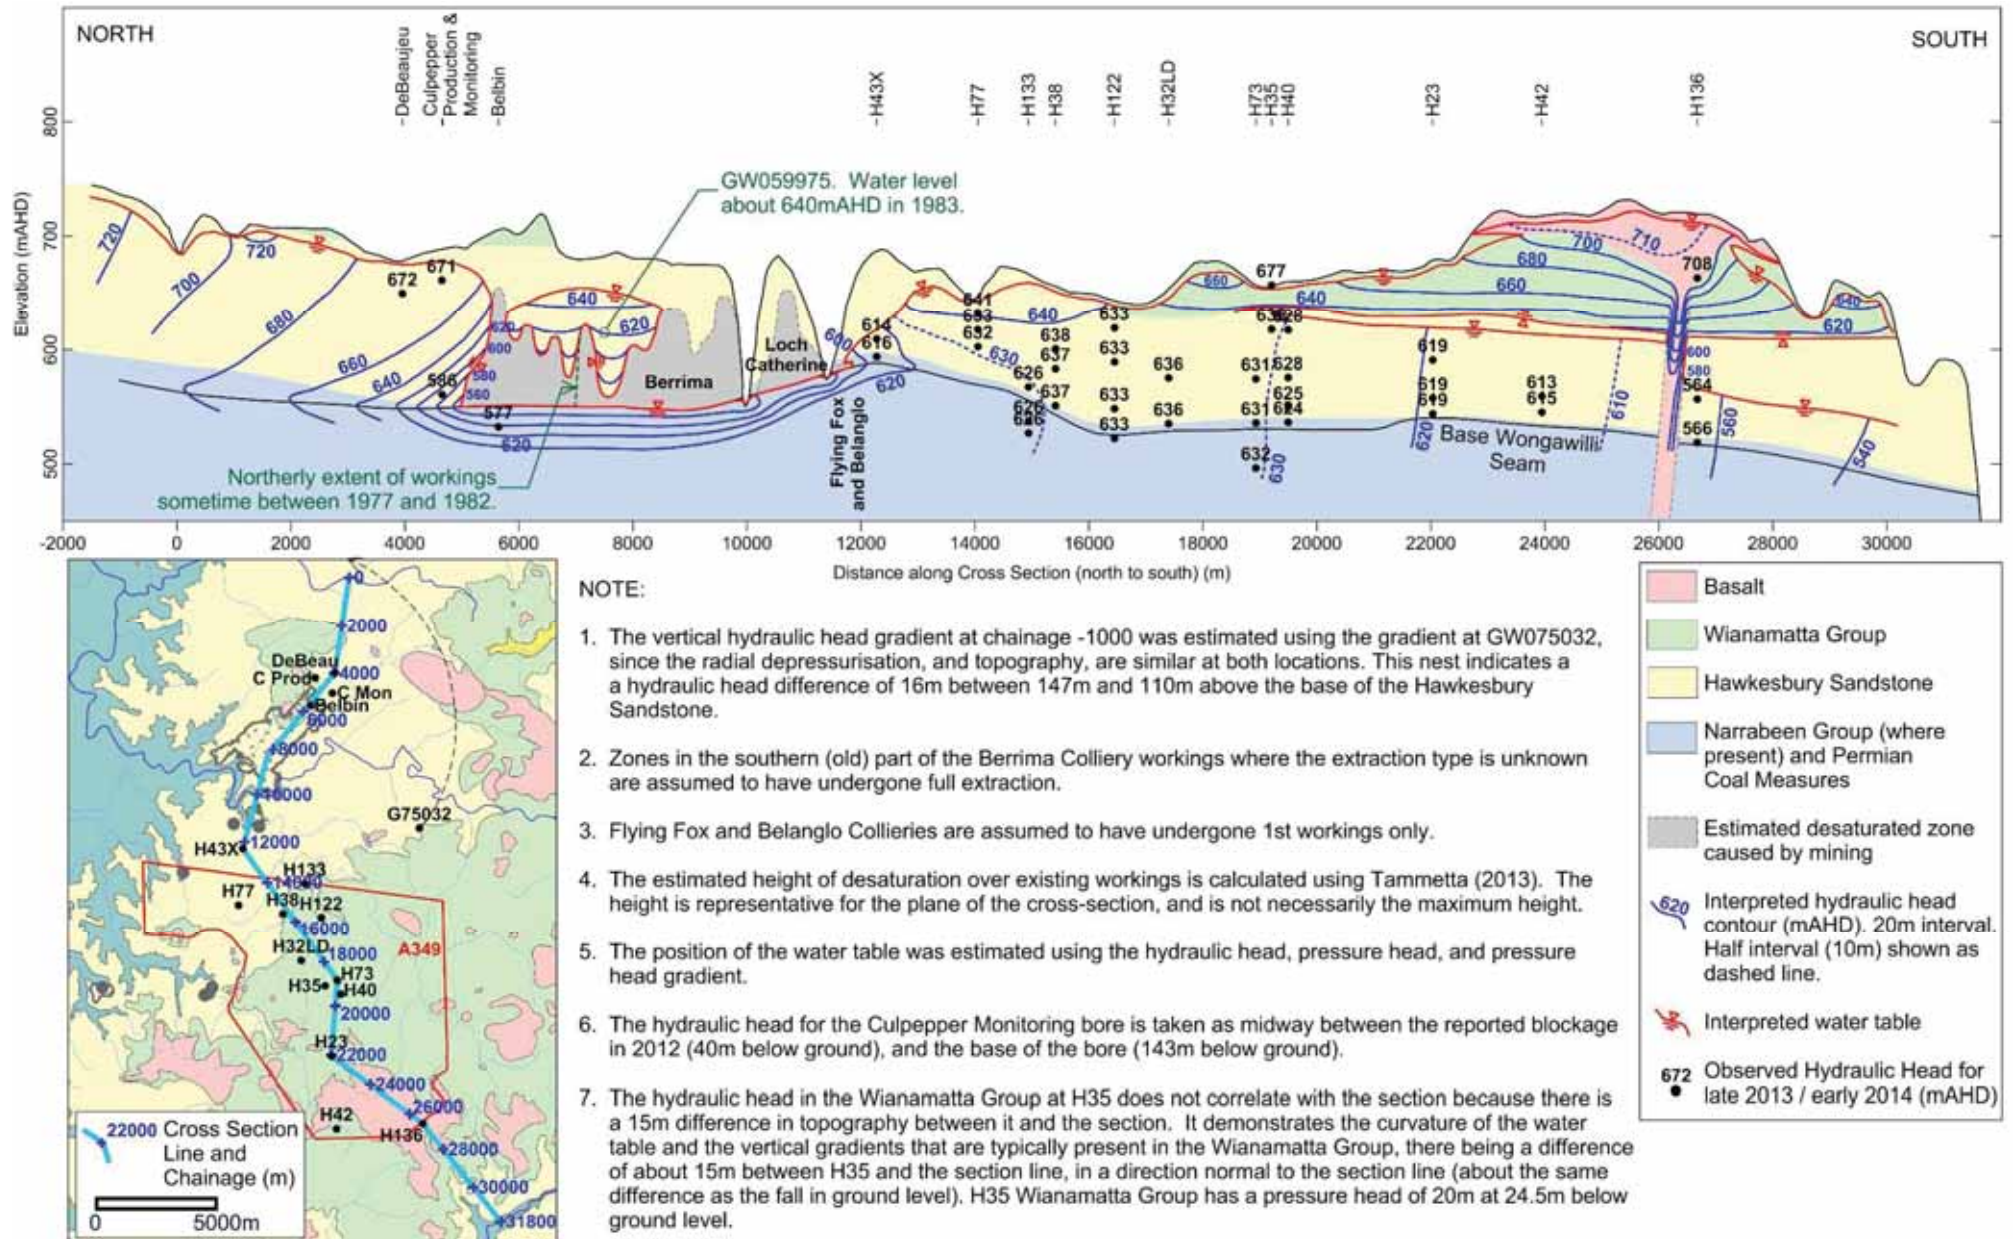 NORTH
SOUTH
DeBeaujeu
Culpepper
Production &
Monitoring
Belbin
H43X
H77
H133
H38
H122
H32LD
H73
H35
H40
H23
H42
H136
Elevation (mAHD)
800
700
600
500
GW059975. Water level
about 640mAHD in 1983.
720
700
720
680
660
640
672
671
586
577
620
600
580
560
640
620
620
Berrima
Loch
Catherine
Flying Fox
and Belanglo
Northerly extent of workings
sometime between 1977 and 1982.
600
620
614
616
641
632
630
640
638
637
637
626
633
633
633
633
636
636
660
640
677
631
631
632
628
625
624
630
619
619
619
620
613
615
610
Base Wongawilli
Seam
700
710
680
660
708
600
580
564
566
560
540
640
620
-2000
0
2000
4000
6000
8000
10000
12000
14000
16000
18000
20000
22000
24000
26000
28000
30000
Distance along Cross Section (north to south) (m)
+0
+2000
DeBeau
+4000
C Prod
C Mon
Belbin
6000
+8000
G75032
12000
H43X
H133
H77
H38
H122
+16000
H32LD
A349
18000
H73
H35
H40
20000
H23
+22000
+24000
26000
H42
H136
+28000
+30000
+31800
22000 Cross Section
Line and
Chainage (m)
0 5000m
NOTE:
1. The vertical hydraulic head gradient at chainage -1000 was estimated using the gradient at GW075032,
since the radial depressurisation, and topography, are similar at both locations. This nest indicates a
a hydraulic head difference of 16m between 147m and 110m above the base of the Hawkesbury
Sandstone.
2. Zones in the southern (old) part of the Berrima Colliery workings where the extraction type is unknown
are assumed to have undergone full extraction.
3. Flying Fox and Belanglo Collieries are assumed to have undergone 1st workings only.
4. The estimated height of desaturation over existing workings is calculated using Tammetta (2013). The
height is representative for the plane of the cross-section, and is not necessarily the maximum height.
5. The position of the water table was estimated using the hydraulic head, pressure head, and pressure
head gradient.
6. The hydraulic head for the Culpepper Monitoring bore is taken as midway between the reported blockage
in 2012 (40m below ground), and the base of the bore (143m below ground).
7. The hydraulic head in the Wianamatta Group at H35 does not correlate with the section because there is
a 15m difference in topography between it and the section. It demonstrates the curvature of the water
table and the vertical gradients that are typically present in the Wianamatta Group, there being a difference
of about 15m between H35 and the section line, in a direction normal to the section line (about the same
difference as the fall in ground level). H35 Wianamatta Group has a pressure head of 20m at 24.5m below
ground level.
Basalt
Wianamatta Group
Hawkesbury Sandstone
Narrabeen Group (where
present) and Permian
Coal Measures
Estimated desaturated zone
caused by mining
620
Interpreted hydraulic head
contour (mAHD). 20m interval.
Half interval (10m) shown as
dashed line.
Interpreted water table
672
Observed Hydraulic Head for
late 2013 / early 2014 (mAHD)